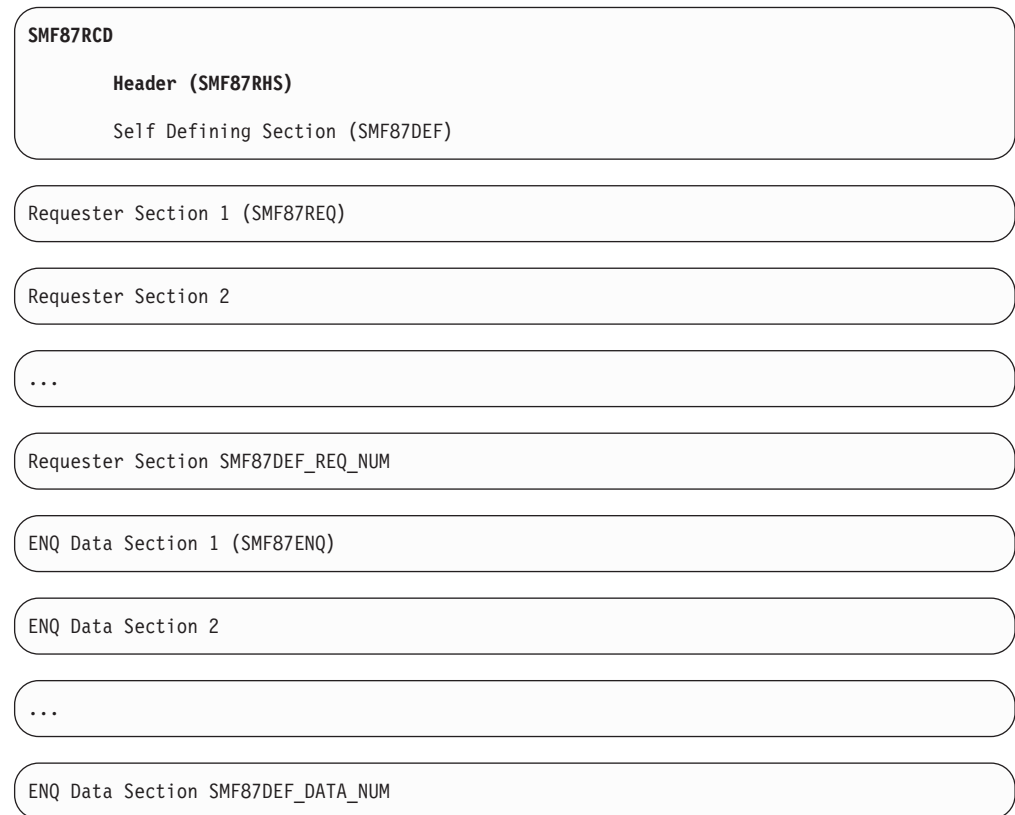 SMF87RCD
Header (SMF87RHS)
Self Defining Section (SMF87DEF)
Requester Section 1 (SMF87REQ)
Requester Section 2
...
Requester Section SMF87DEF_REQ_NUM
ENQ Data Section 1 (SMF87ENQ)
ENQ Data Section 2
...
ENQ Data Section SMF87DEF_DATA_NUM